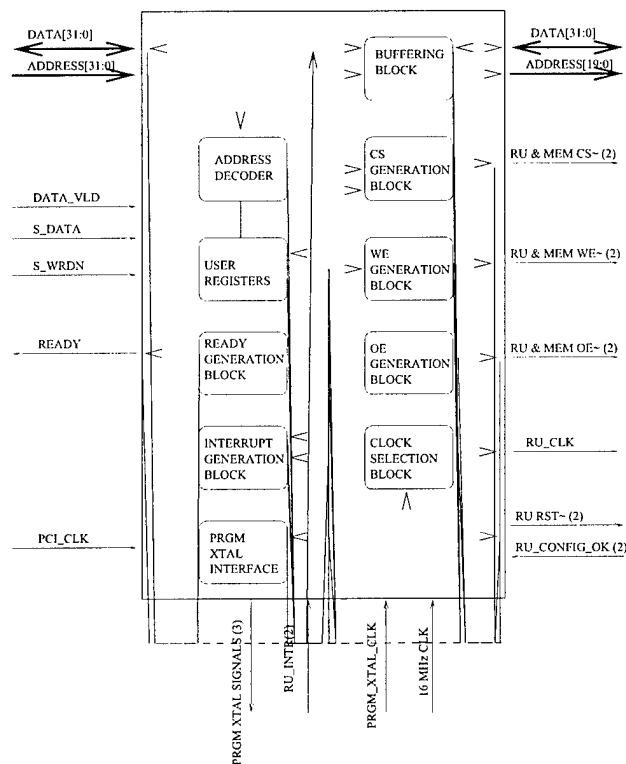 DATA[31:0]
ADDRESS[31:0]
DATA_VLD
S_DATA
S_WRDN
READY
PCI_CLK
ADDRESS
DECODER
USER
REGISTERS
READY
GENERATION
BLOCK
INTERRUPT
GENERATION
BLOCK
PRGM
XTAL
INTERFACE
BUFFERING
BLOCK
CS
GENERATION
BLOCK
WE
GENERATION
BLOCK
OE
GENERATION
BLOCK
CLOCK
SELECTION
BLOCK
DATA[31:0]
ADDRESS[19:0]
RU & MEM CS~ (2)
RU & MEM WE~ (2)
RU & MEM OE~ (2)
RU_CLK
RU RST~ (2)
RU_CONFIG_OK (2)
PRGM XTAL SIGNALS (3)
RU_INTR(2)
PRGM_XTAL_CLK
16 MHz CLK